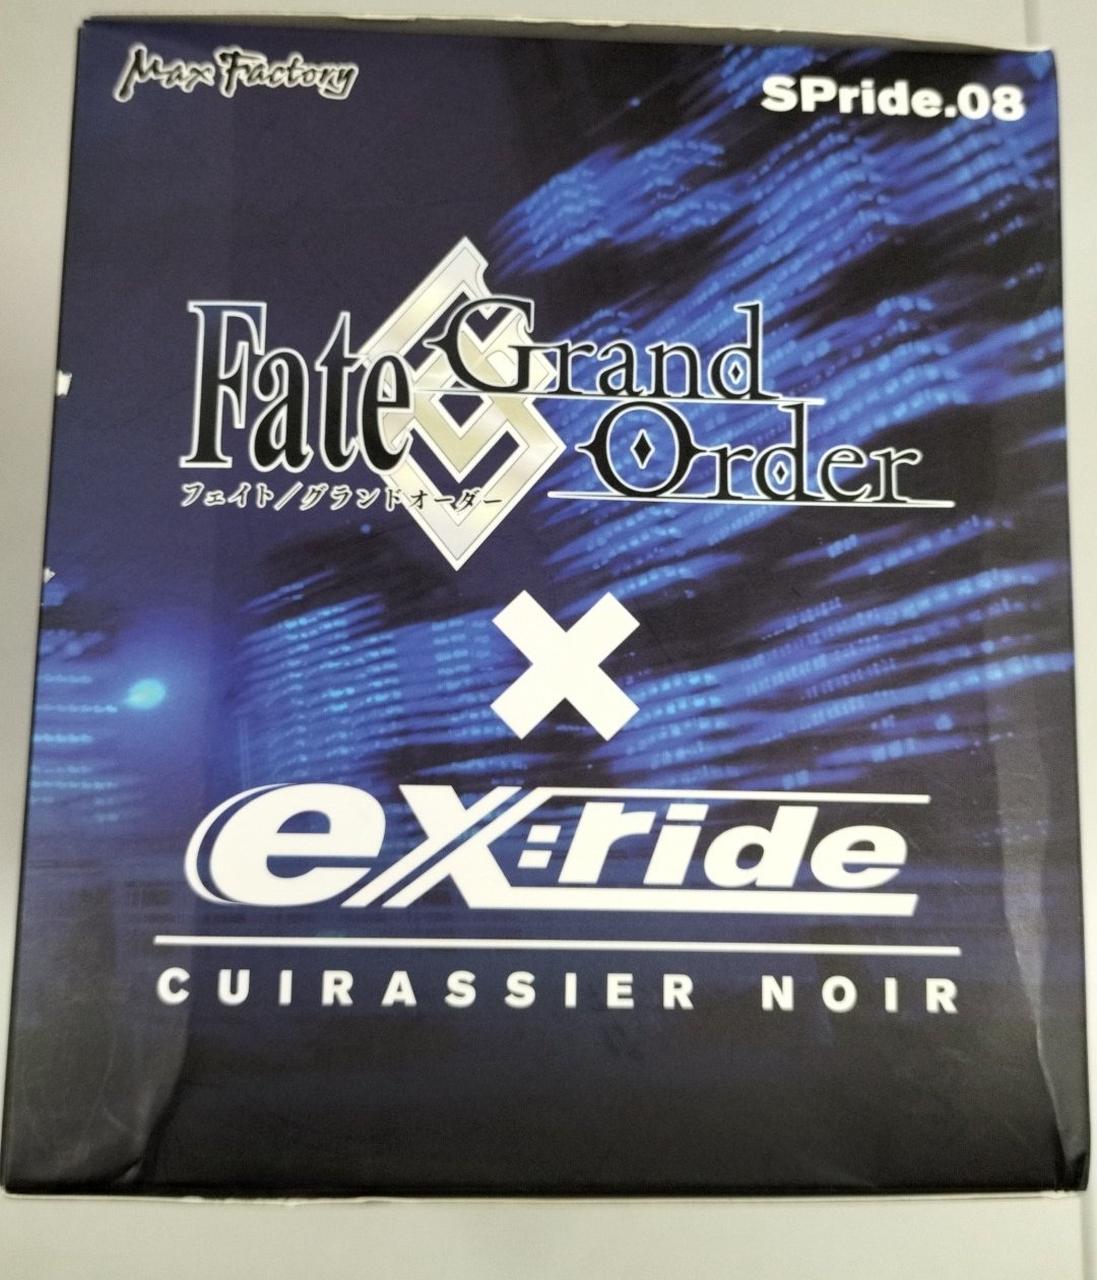 Max Factory
SPride.08
Fate Grand
Order
フェイト/グランドオーダー
×
ex:ride
CUIRASSIER NOIR